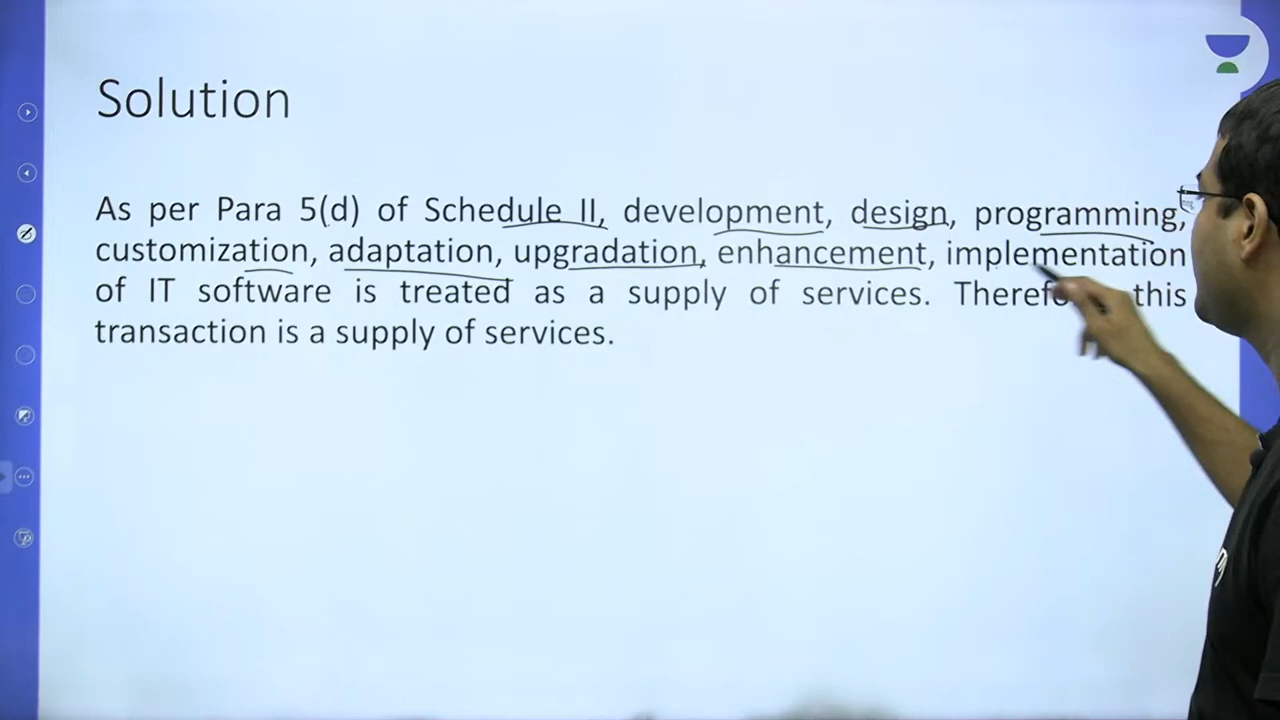 Solution
As per Para 5(d) of Schedule II, development, design, programming,
customization, adaptation, upgradation, enhancement, implementation
of IT software is treated as a supply of services. this
transaction is a supply of services.